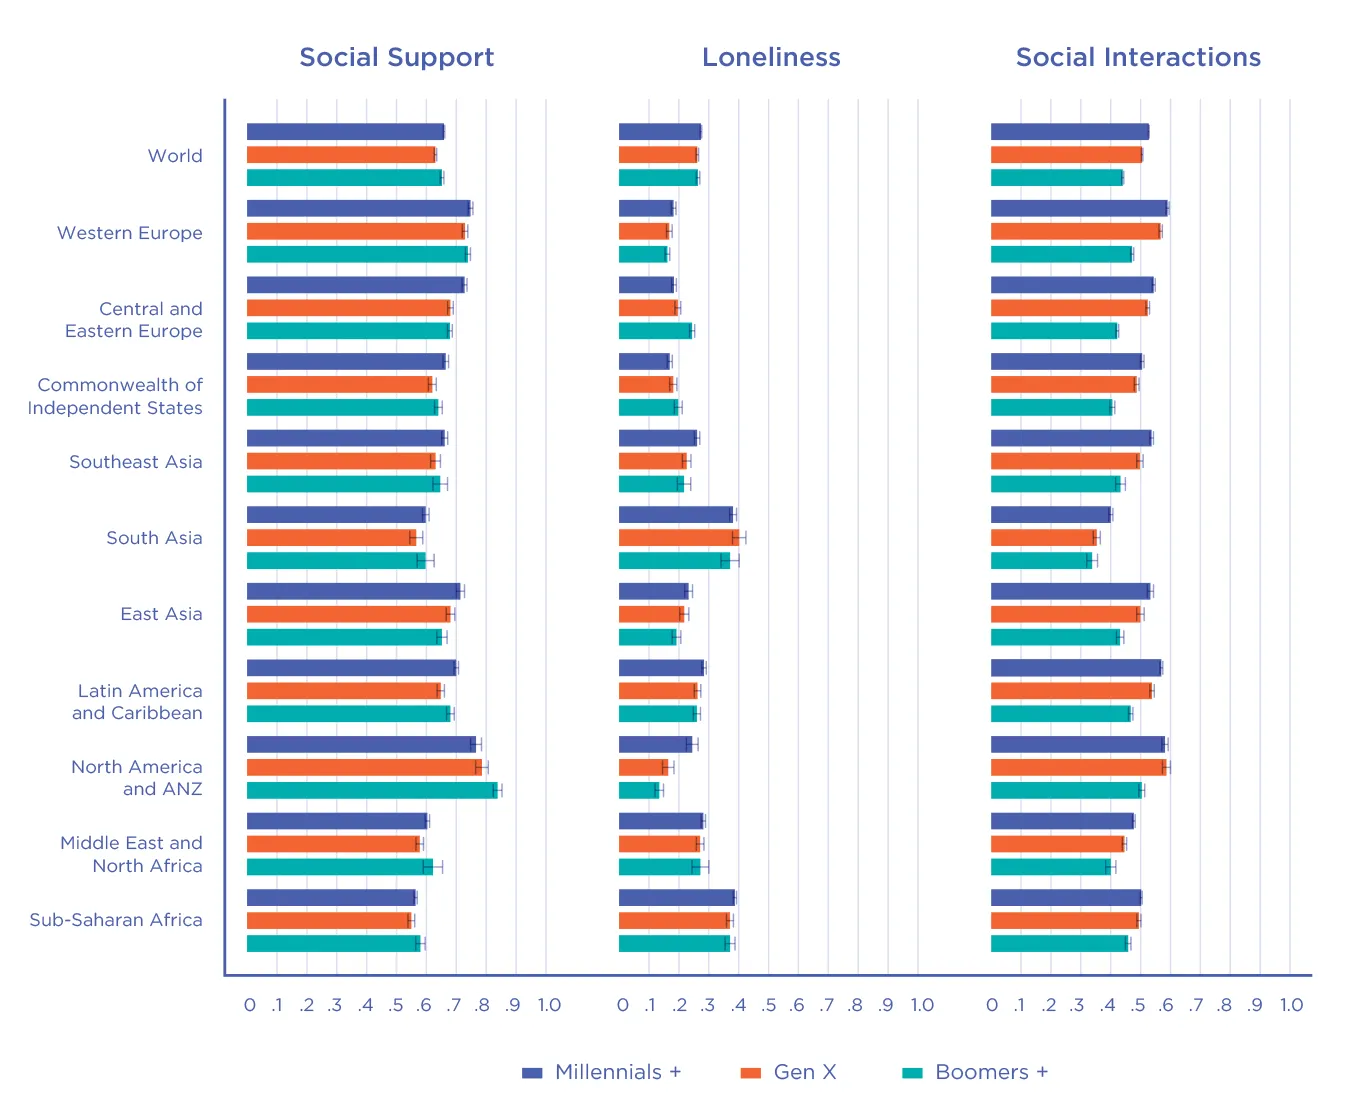 Social Support
Loneliness
Social Interactions
World
Western Europe
Central and
Eastern Europe
Commonwealth of
Independent States
Southeast Asia
South Asia
East Asia
Latin America
and Caribbean
North America
and ANZ
Middle East and
North Africa
Sub-Saharan Africa
0 .1 .2 .3 .4 .5 .6 .7 .8 .9 1.0
0 .1 .2 .3 .4 .5 .6 .7 .8 .9 1.0
0 .1 .2 .3 .4 .5 .6 .7 .8 .9 1.0
Millennials +
Gen X
Boomers +